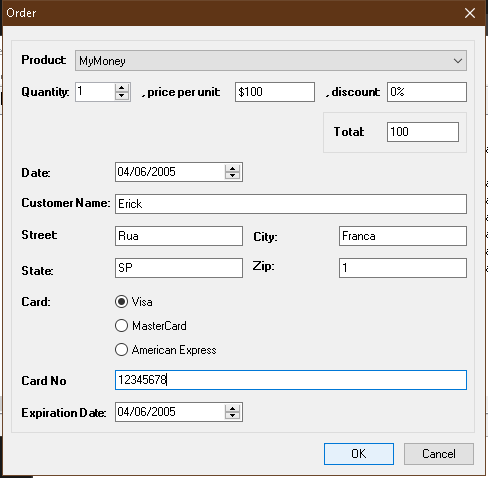 Order
Product: MyMoney
Quantity: 1 , price per unit: $100 , discount: 0%
Total: 100
Date: 04/06/2005
Customer Name: Erick
Street: Rua City: Franca
State: SP Zip: 1
Card: Visa
MasterCard
American Express
Card No 12345678
Expiration Date: 04/06/2005
OK Cancel